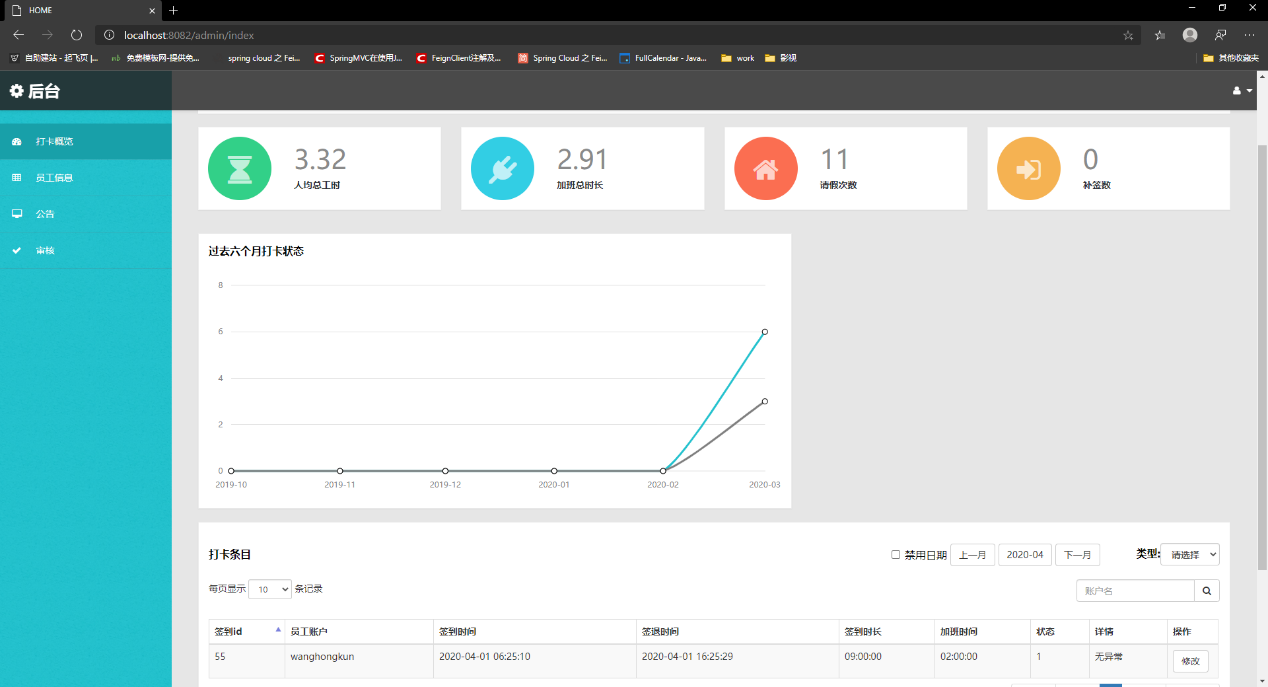 HOME
localhost:8082/admin/index
自助建站 - 起飞页 |...
免费模板网-提供免...
spring cloud 之 Fei...
SpringMVC在使用J...
FeignClient注解及...
Spring Cloud 之 Fei...
FullCalendar - Java...
work
影视
其他收藏夹
后台
打卡概览
员工信息
公告
审核
3.32
人均总工时
2.91
加班总时长
11
请假次数
0
补签数
过去六个月打卡状态
8
6
4
2
0
2019-10 2019-11 2019-12 2020-01 2020-02 2020-03
打卡条目
禁用日期 上一月 2020-04 下一月 类型: 请选择
每页显示 10 条记录
账户名
签到id 员工账户 签到时间 签退时间 签到时长 加班时间 状态 详情 操作
55 wanghongkun 2020-04-01 06:25:10 2020-04-01 16:25:29 09:00:00 02:00:00 1 无异常 修改